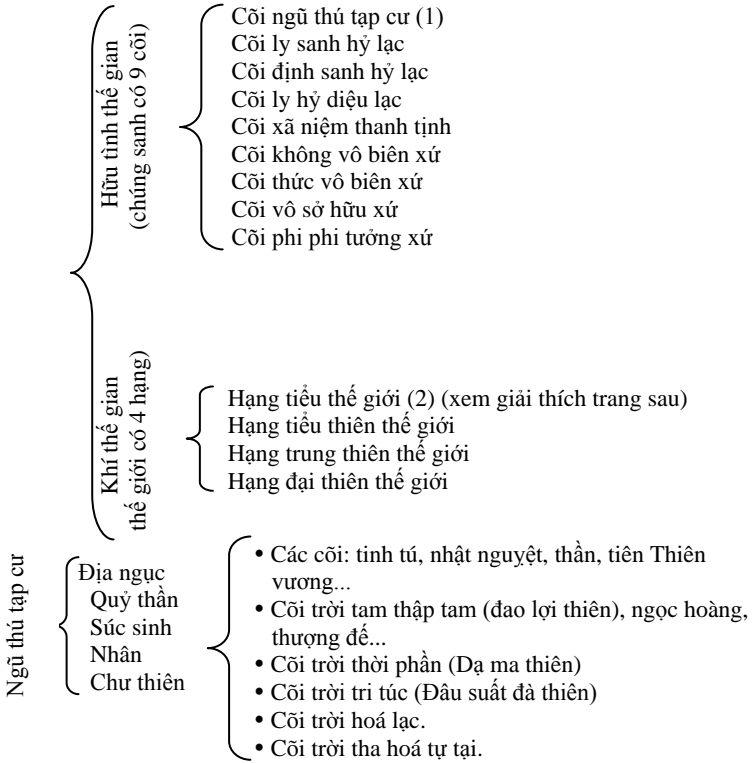 Hữu tình thế gian
(chúng sanh có 9 cõi)
Cõi ngũ thú tạp cư (1)
Cõi ly sanh hỷ lạc
Cõi định sanh hỷ lạc
Cõi ly hỷ diệu lạc
Cõi xã niệm thanh tịnh
Cõi không vô biên xứ
Cõi thức vô biên xứ
Cõi vô sở hữu xứ
Cõi phi phi tưởng xứ
Khí thế gian
thế giới có 4 hạng)
Hạng tiểu thế giới (2) (xem giải thích trang sau)
Hạng tiểu thiên thế giới
Hạng trung thiên thế giới
Hạng đại thiên thế giới
Ngũ thú tạp cư
Địa ngục
Quỷ thần
Súc sinh
Nhân
Chư thiên
• Các cõi: tinh tú, nhật nguyệt, thần, tiên Thiên
vương...
• Cõi trời tam thập tam (đao lợi thiên), ngọc hoàng,
thượng đế...
• Cõi trời thời phần (Dạ ma thiên)
• Cõi trời tri túc (Đâu suất đà thiên)
• Cõi trời hoá lạc.
• Cõi trời tha hoá tự tại.